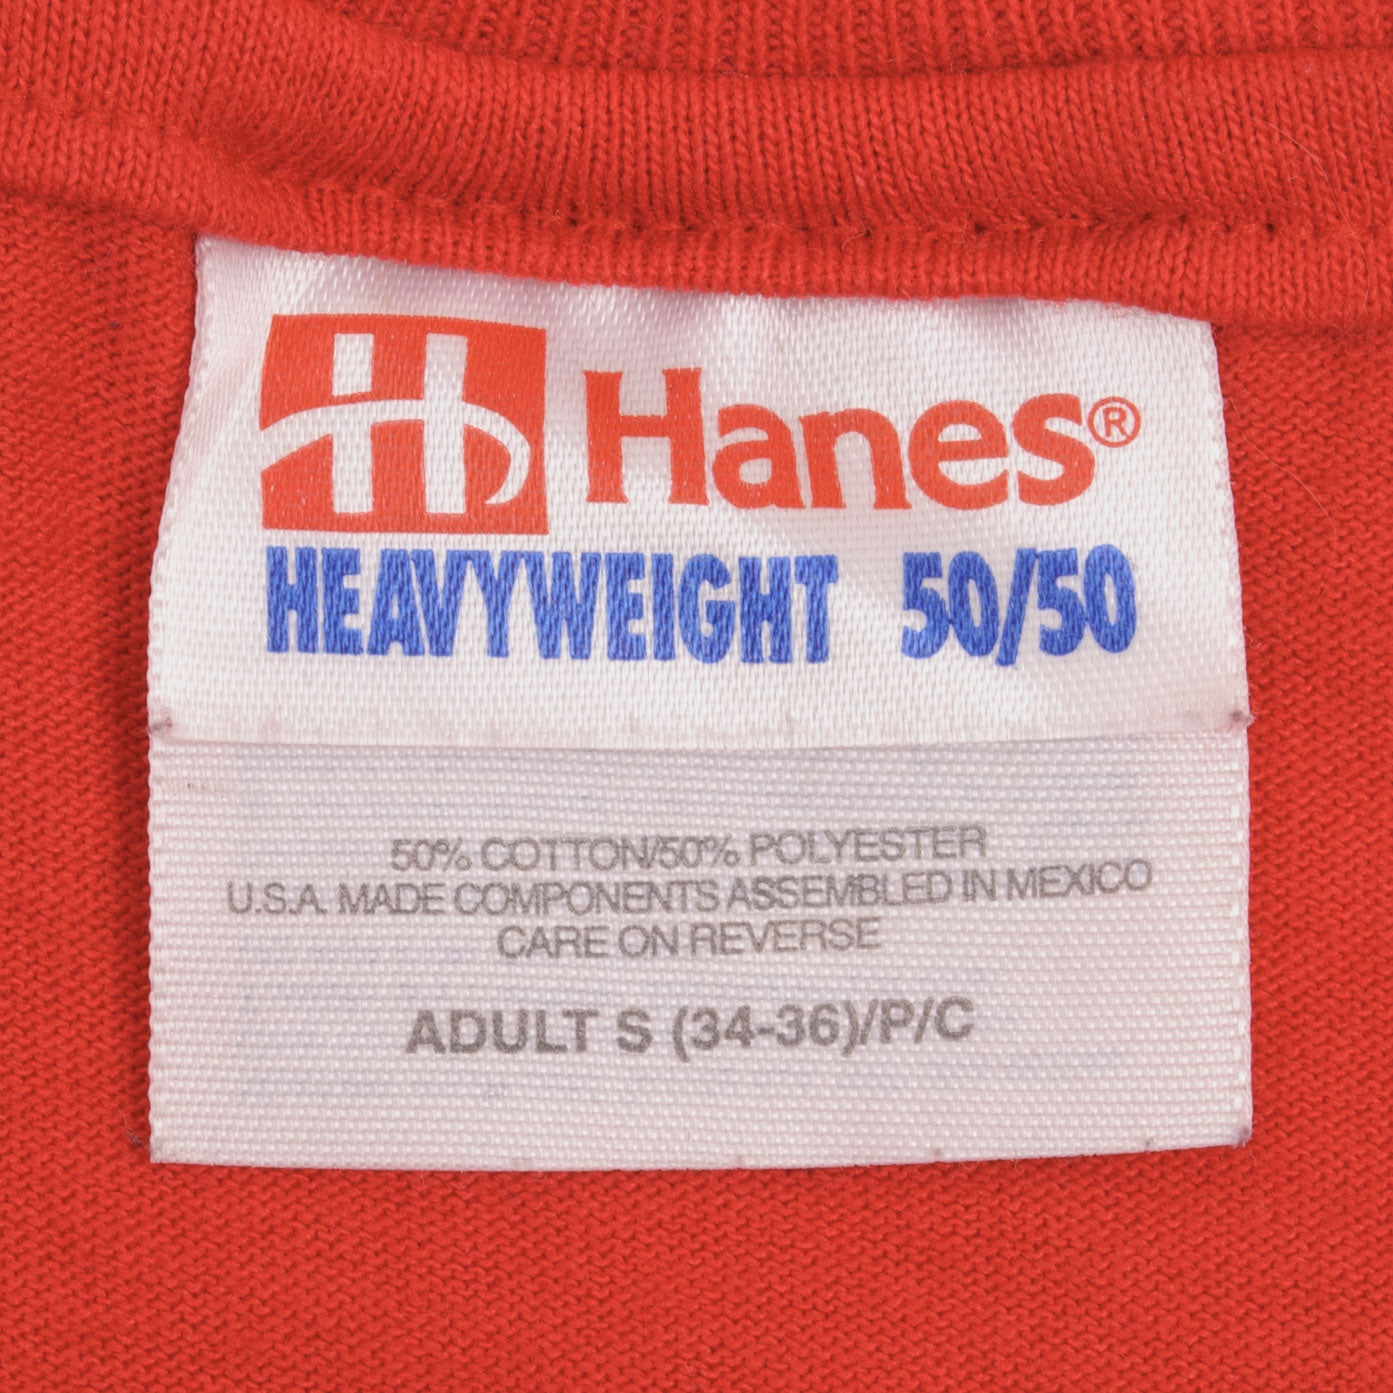 H Hanes®
HEAVYWEIGHT 50/50
50% COTTON/50% POLYESTER
U.S.A. MADE COMPONENTS ASSEMBLED IN MEXICO
CARE ON REVERSE
ADULT S (34-36)/P/C